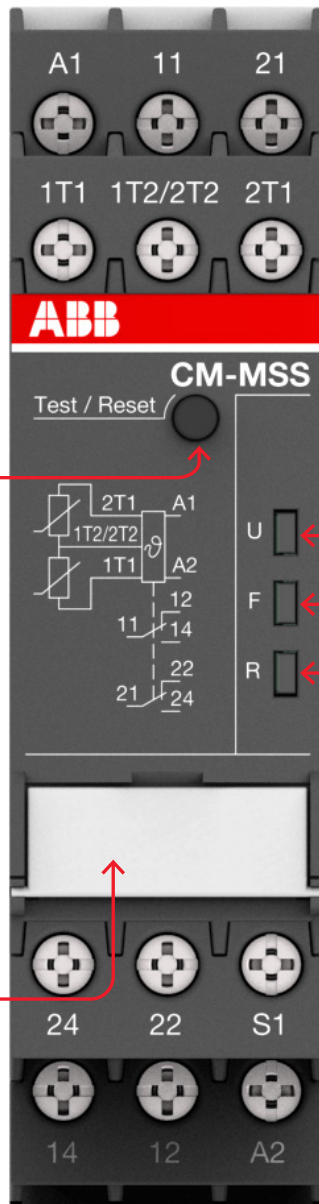 A1 11 21
1T1 1T2/2T2 2T1
ABB
CM-MSS
Test / Reset
2T1 A1
1T2/2T2 ϑ
1T1 A2
12
11 14
22
21 24
U
F
R
24 22 S1
14 12 A2